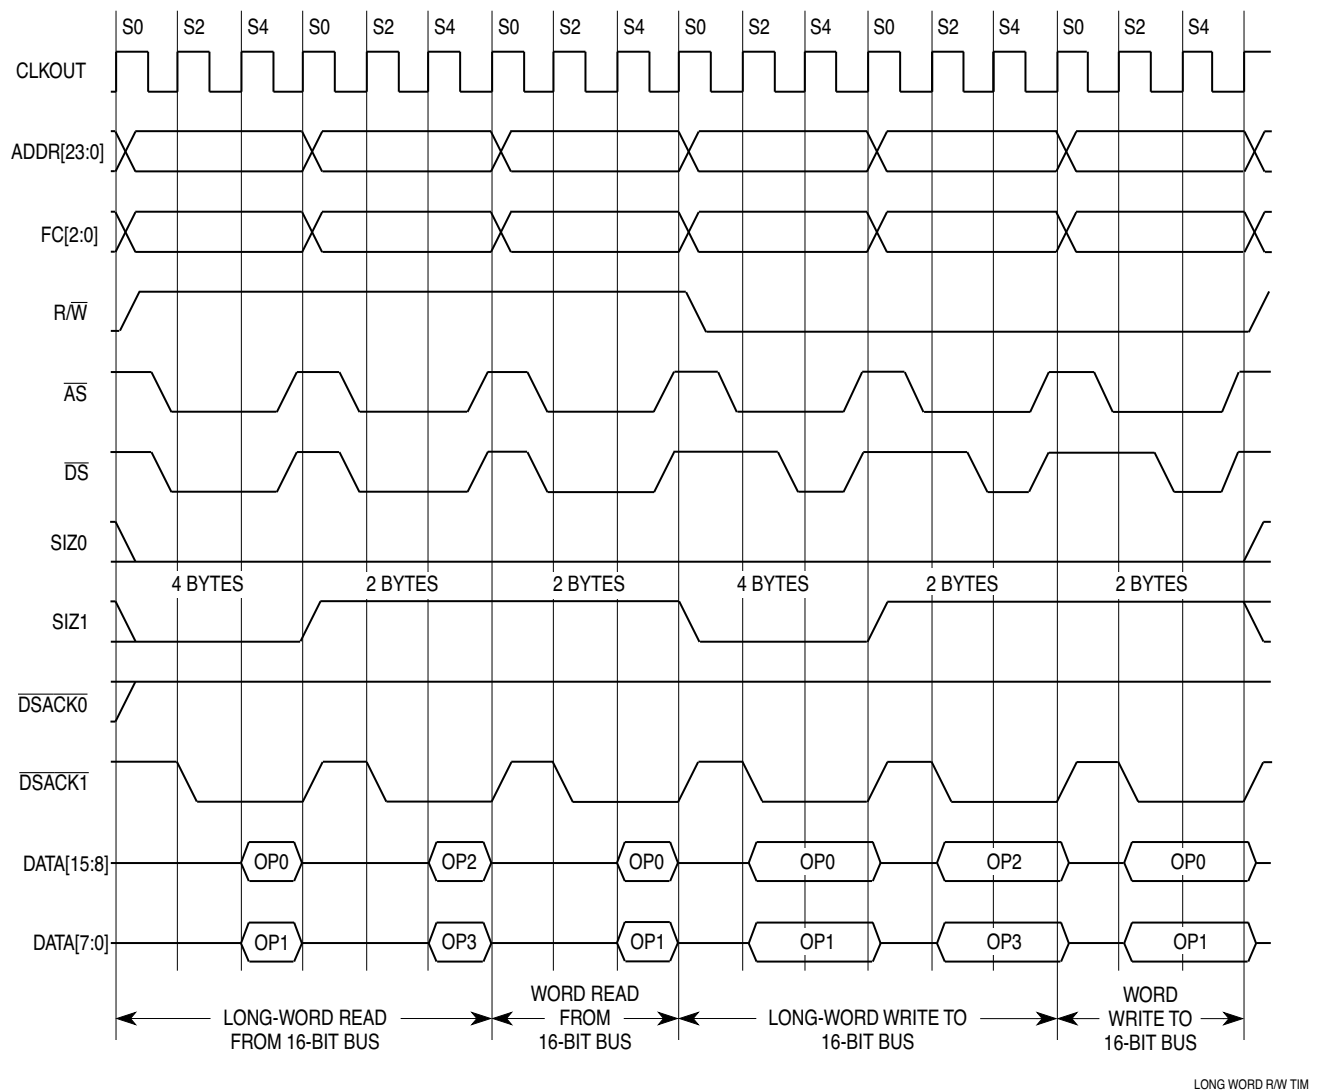 S0 S2 S4 S0 S2 S4 S0 S2 S4 S0 S2 S4 S0 S2 S4 S0 S2 S4
CLKOUT
ADDR[23:0]
FC[2:0]
R/W̅
A̅S̅
D̅S̅
SIZ0
4 BYTES 2 BYTES 2 BYTES 4 BYTES 2 BYTES 2 BYTES
SIZ1
D̅S̅A̅C̅K̅0̅
D̅S̅A̅C̅K̅1̅
DATA[15:8] OP0 OP2 OP0 OP0 OP2 OP0
DATA[7:0] OP1 OP3 OP1 OP1 OP3 OP1
LONG-WORD READ
FROM 16-BIT BUS
WORD READ
FROM
16-BIT BUS
LONG-WORD WRITE TO
16-BIT BUS
WORD
WRITE TO
16-BIT BUS
LONG WORD R/W TIM